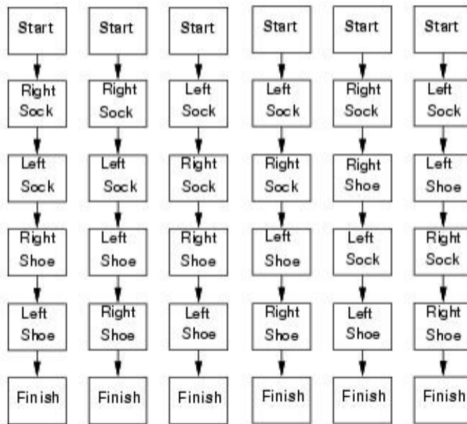 Start Start Start Start Start Start
Right Right Left Left Right Left
Sock Sock Sock Sock Sock Sock
Left Left Right Right Right Left
Sock Sock Sock Sock Shoe Shoe
Right Left Right Left Left Right
Shoe Shoe Shoe Shoe Sock Sock
Left Right Left Right Left Right
Shoe Shoe Shoe Shoe Shoe Shoe
Finish Finish Finish Finish Finish Finish